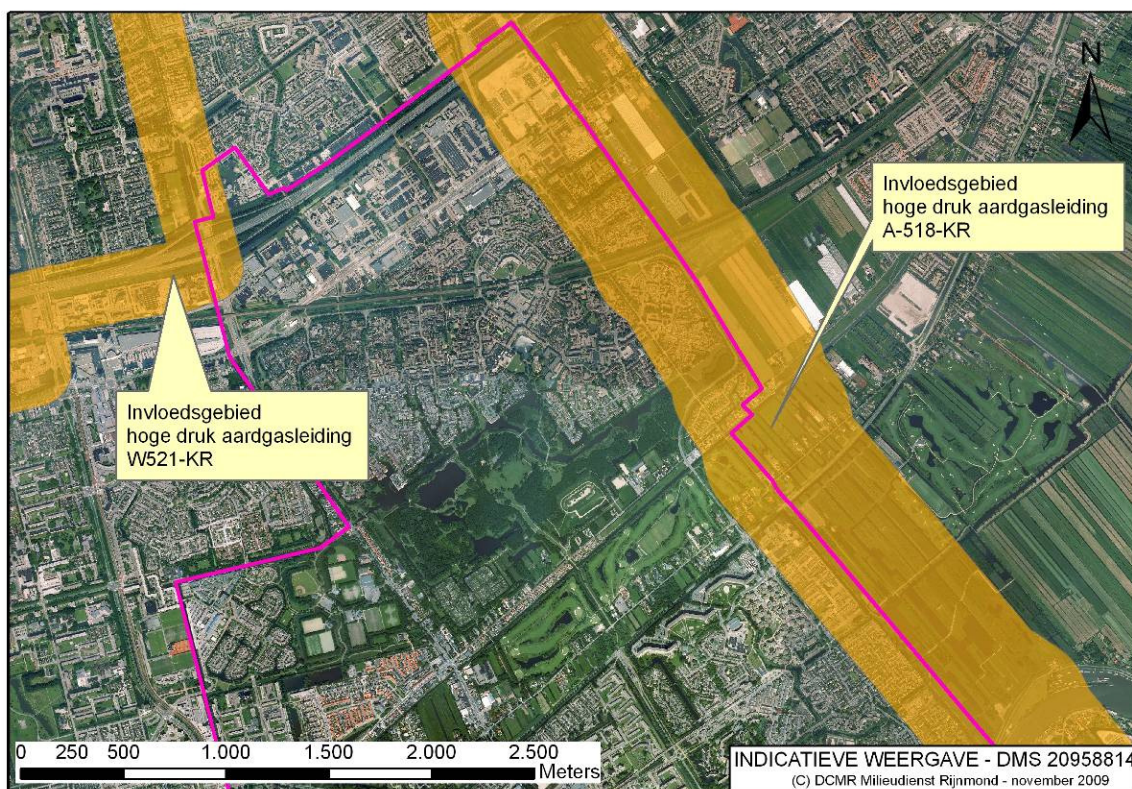 N
Invloedsgebied
hoge druk aardgasleiding
A-518-KR
Invloedsgebied
hoge druk aardgasleiding
W521-KR
0 250 500 1.000 1.500 2.000 2.500
Meters
INDICATIEVE WEERGAVE - DMS 20958814
(C) DCMR Milieudienst Rijnmond - november 2009